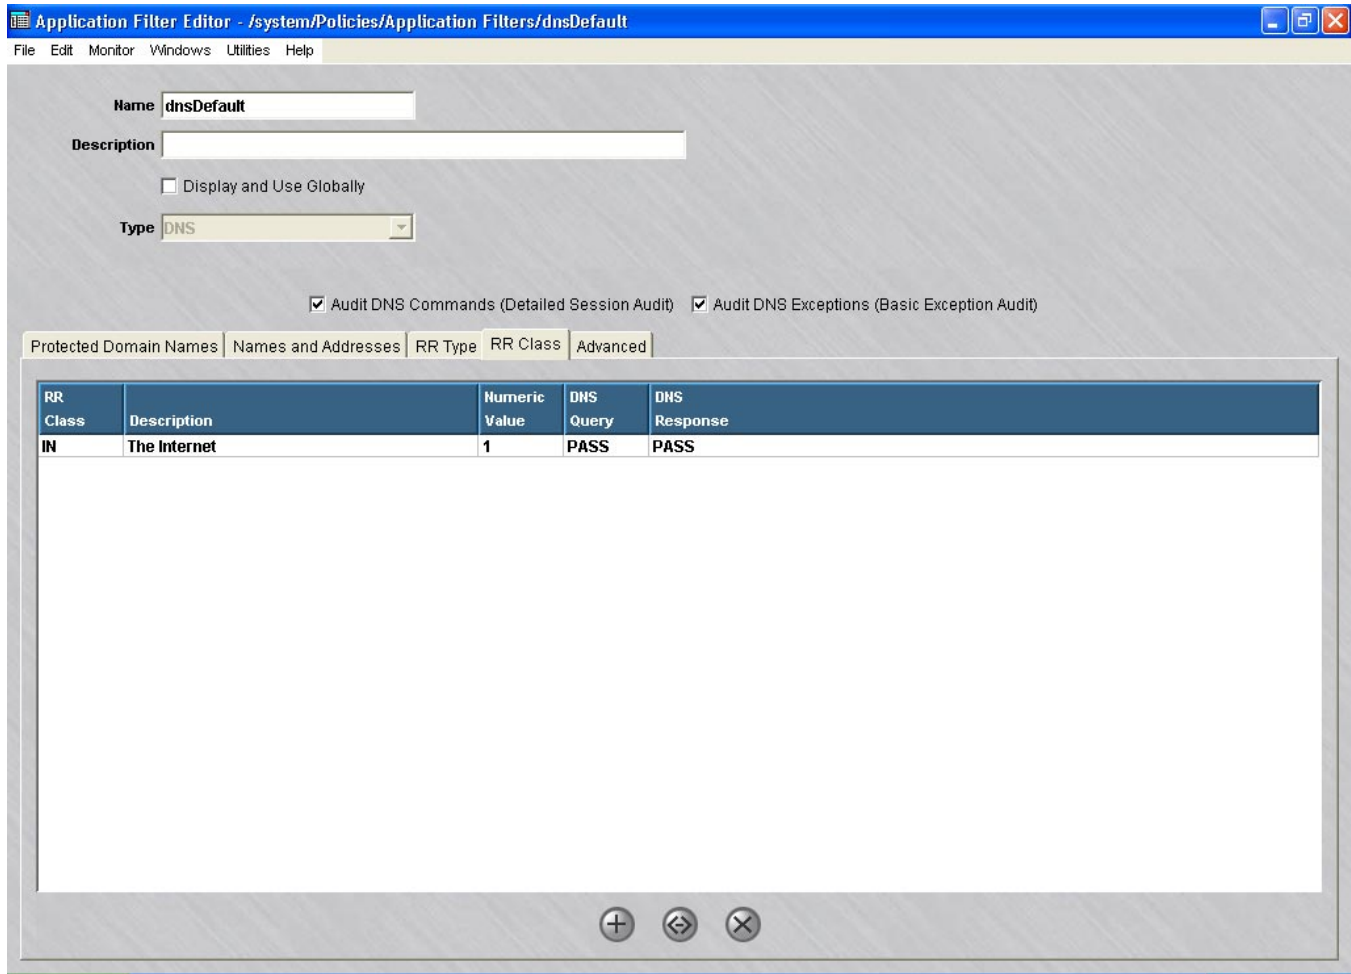 Application Filter Editor - /system/Policies/Application Filters/dnsDefault
File Edit Monitor Windows Utilities Help
Name dnsDefault
Description
Display and Use Globally
Type DNS
Audit DNS Commands (Detailed Session Audit) Audit DNS Exceptions (Basic Exception Audit)
Protected Domain Names Names and Addresses RR Type RR Class Advanced
RR Numeric DNS DNS
Class Description Value Query Response
IN The Internet 1 PASS PASS